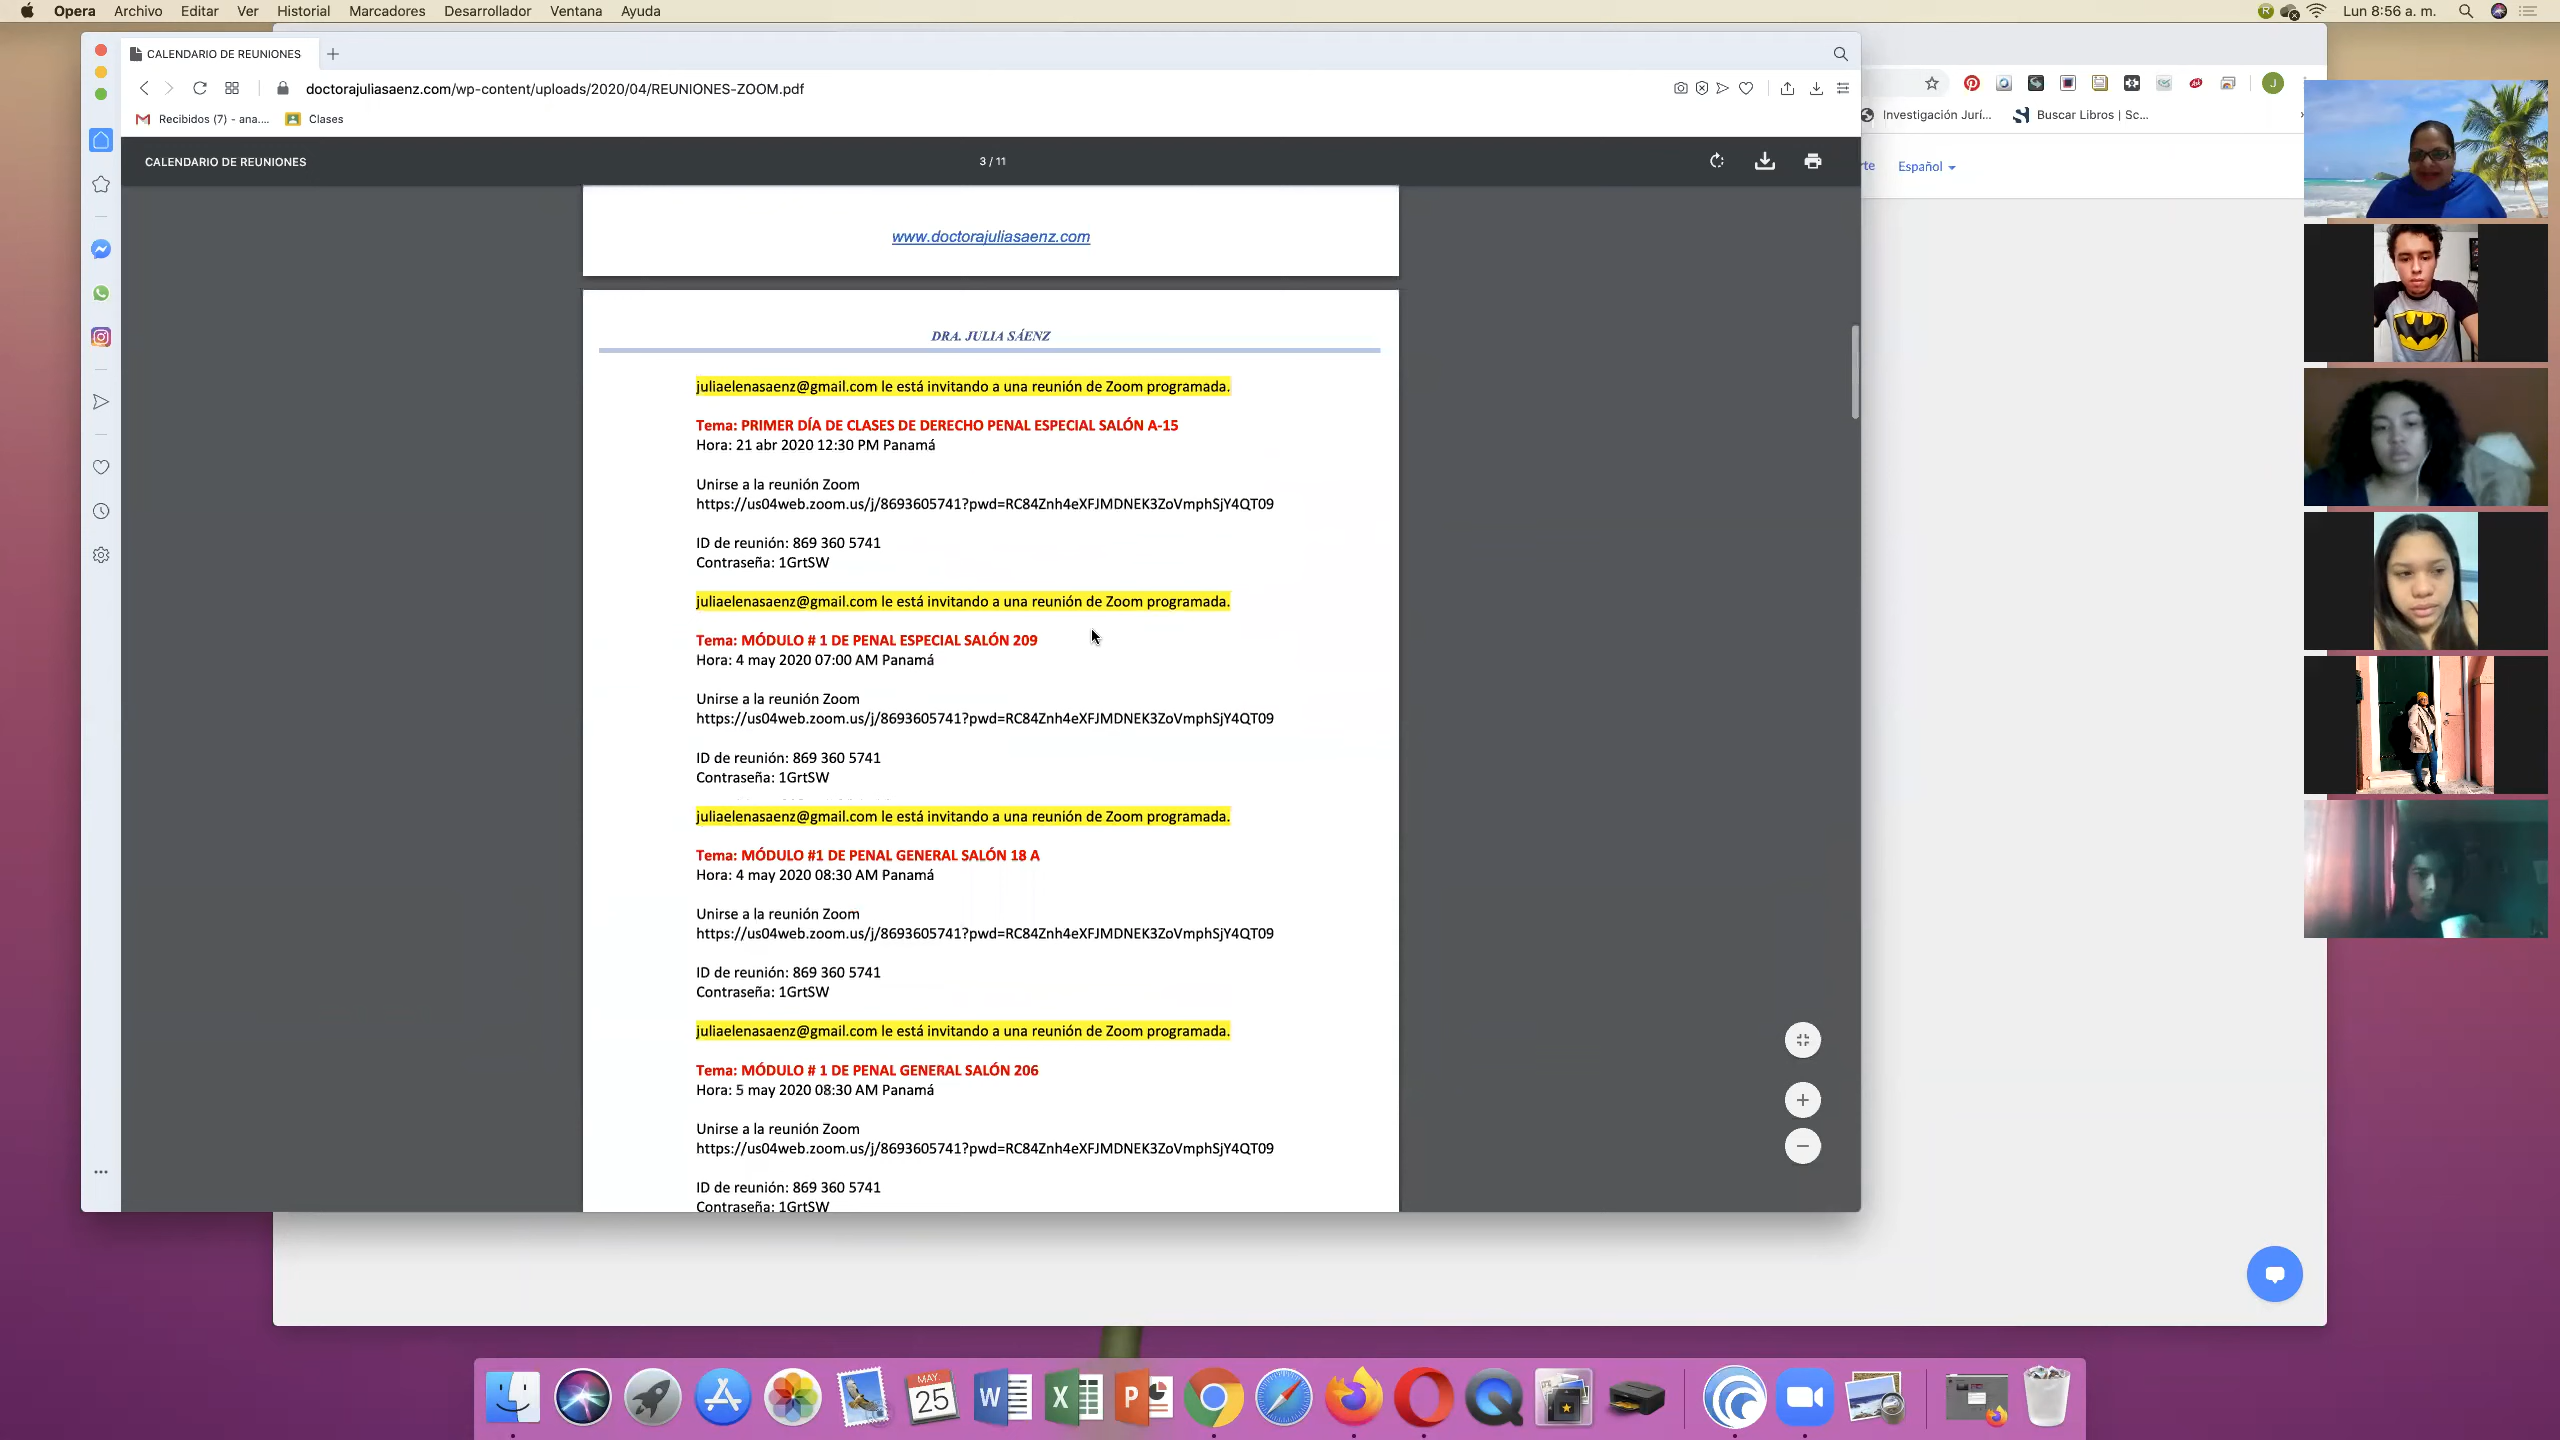 Opera Archivo Editar Ver Historial Marcadores Desarrollador Ventana Ayuda
Lun 8:56 a. m.
CALENDARIO DE REUNIONES
doctorajuliasaenz.com/wp-content/uploads/2020/04/REUNIONES-ZOOM.pdf
Recibidos (7) - ana.... Clases
Investigación Jurí... Buscar Libros | Sc...
CALENDARIO DE REUNIONES
3 / 11
rte Español
www.doctorajuliasaenz.com
DRA. JULIA SÁENZ
juliaelenasaenz@gmail.com le está invitando a una reunión de Zoom programada.
Tema: PRIMER DÍA DE CLASES DE DERECHO PENAL ESPECIAL SALÓN A-15
Hora: 21 abr 2020 12:30 PM Panamá
Unirse a la reunión Zoom
https://us04web.zoom.us/j/8693605741?pwd=RC84Znh4eXFJMDNEK3ZoVmphSjY4QT09
ID de reunión: 869 360 5741
Contraseña: 1GrtSW
juliaelenasaenz@gmail.com le está invitando a una reunión de Zoom programada.
Tema: MÓDULO # 1 DE PENAL ESPECIAL SALÓN 209
Hora: 4 may 2020 07:00 AM Panamá
Unirse a la reunión Zoom
https://us04web.zoom.us/j/8693605741?pwd=RC84Znh4eXFJMDNEK3ZoVmphSjY4QT09
ID de reunión: 869 360 5741
Contraseña: 1GrtSW
juliaelenasaenz@gmail.com le está invitando a una reunión de Zoom programada.
Tema: MÓDULO #1 DE PENAL GENERAL SALÓN 18 A
Hora: 4 may 2020 08:30 AM Panamá
Unirse a la reunión Zoom
https://us04web.zoom.us/j/8693605741?pwd=RC84Znh4eXFJMDNEK3ZoVmphSjY4QT09
ID de reunión: 869 360 5741
Contraseña: 1GrtSW
juliaelenasaenz@gmail.com le está invitando a una reunión de Zoom programada.
Tema: MÓDULO # 1 DE PENAL GENERAL SALÓN 206
Hora: 5 may 2020 08:30 AM Panamá
Unirse a la reunión Zoom
https://us04web.zoom.us/j/8693605741?pwd=RC84Znh4eXFJMDNEK3ZoVmphSjY4QT09
ID de reunión: 869 360 5741
Contraseña: 1GrtSW
MAY.
25